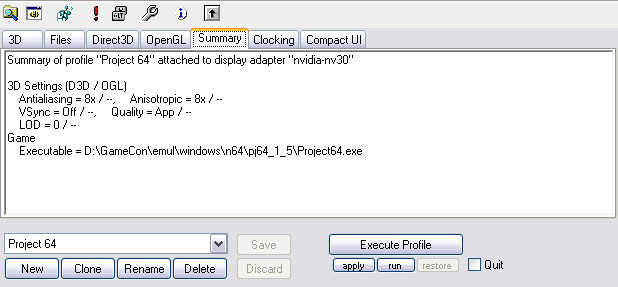 3D Files Direct3D OpenGL Summary Clocking Compact UI
Summary of profile "Project 64" attached to display adapter "nvidia-nv30"
3D Settings (D3D / OGL)
Antialiasing = 8x / --, Anisotropic = 8x / --
VSync = Off / --, Quality = App / --
LOD = 0 / --
Game
Executable = D:\GameCon\emul\windows\n64\pj64_1_5\Project64.exe
Project 64 Save Execute Profile
New Clone Rename Delete Discard apply run restore Quit